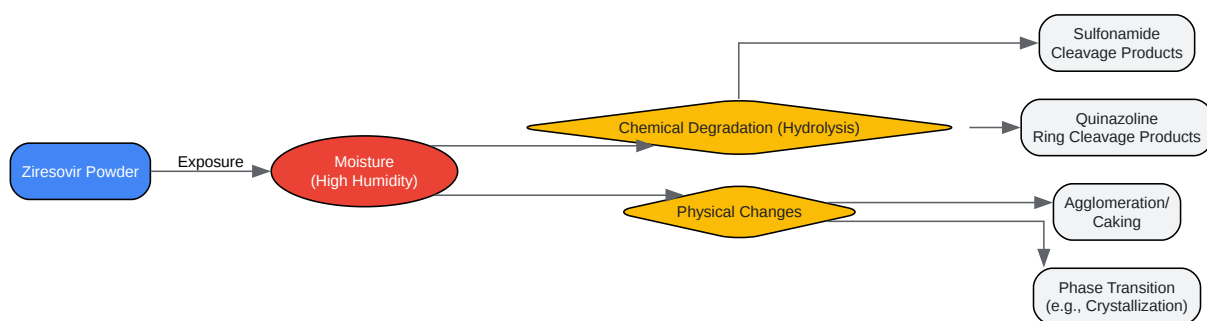 Ziresovir Powder
Exposure
Moisture
(High Humidity)
Chemical Degradation (Hydrolysis)
Physical Changes
Sulfonamide
Cleavage Products
Quinazoline
Ring Cleavage Products
Agglomeration/
Caking
Phase Transition
(e.g., Crystallization)